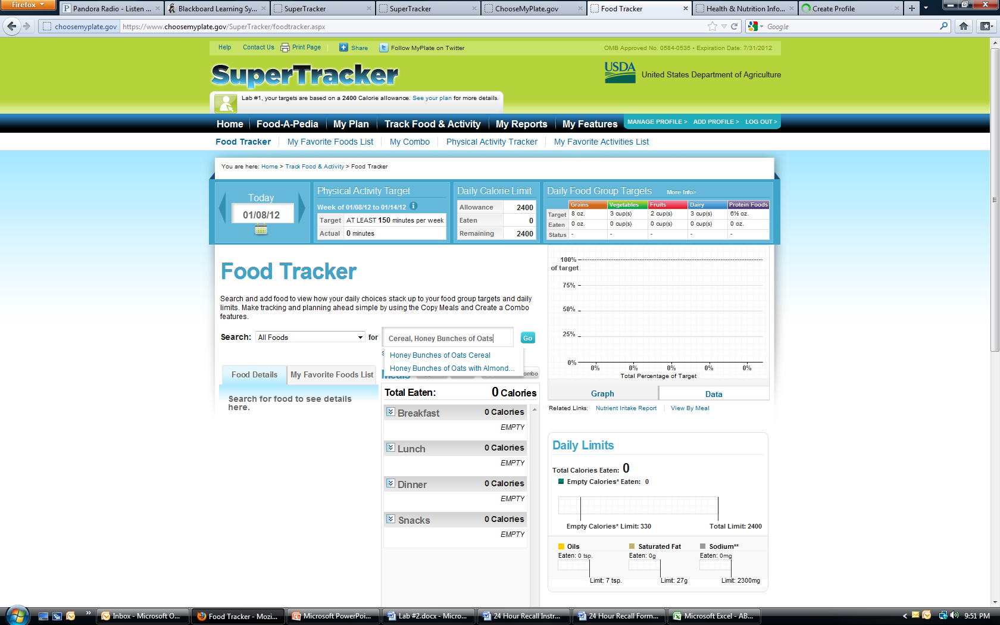 Firefox
Pandora Radio - Listen ...
Blackboard Learning Sy...
SuperTracker
SuperTracker
ChooseMyPlate.gov
Food Tracker
Health & Nutrition Info...
Create Profile
choosemyplate.gov
https://www.choosemyplate.gov/SuperTracker/foodtracker.aspx
Google
Help
Contact Us
Print Page
Share
Follow MyPlate on Twitter
OMB Approved No. 0584-0535 • Expiration Date: 7/31/2012
SuperTracker
USDA
United States Department of Agriculture
Lab #1, your targets are based on a 2400 Calorie allowance. See your plan for more details.
Home
Food-A-Pedia
My Plan
Track Food & Activity
My Reports
My Features
MANAGE PROFILE >
ADD PROFILE >
LOG OUT >
Food Tracker
My Favorite Foods List
My Combo
Physical Activity Tracker
My Favorite Activities List
You are here: Home > Track Food & Activity > Food Tracker
Today
01/08/12
Physical Activity Target
Week of 01/08/12 to 01/14/12
Target AT LEAST 150 minutes per week
Actual 0 minutes
Daily Calorie Limit
Allowance 2400
Eaten 0
Remaining 2400
Daily Food Group Targets More Info>
Grains Vegetables Fruits Dairy Protein Foods
Target 8 oz. 3 cup(s) 2 cup(s) 3 cup(s) 6½ oz.
Eaten 0 oz. 0 cup(s) 0 cup(s) 0 cup(s) 0 oz.
Status - - - - -
Food Tracker
Search and add food to view how your daily choices stack up to your food group targets and daily
limits. Make tracking and planning ahead simple by using the Copy Meals and Create a Combo
features.
Search: All Foods for Cereal, Honey Bunches of Oats Go
Honey Bunches of Oats Cereal
Honey Bunches of Oats with Almond...
Food Details
My Favorite Foods List
Search for food to see details
here.
Meals
ombo
Total Eaten: 0 Calories
Breakfast 0 Calories
EMPTY
Lunch 0 Calories
EMPTY
Dinner 0 Calories
EMPTY
Snacks 0 Calories
EMPTY
100%
of target
75%
50%
25%
0%
0% 0% 0% 0% 0%
Total Percentage of Target
Graph
Data
Related Links: Nutrient Intake Report View By Meal
Daily Limits
Total Calories Eaten: 0
Empty Calories* Eaten: 0
Empty Calories* Limit: 330
Total Limit: 2400
Oils
Eaten: 0 tsp.
Limit: 7 tsp.
Saturated Fat
Eaten: 0g
Limit: 27g
Sodium**
Eaten: 0mg
Limit: 2300mg
Inbox - Microsoft O...
Food Tracker - Mozi...
Microsoft PowerPoi...
Lab #2.docx - Micro...
24 Hour Recall Instr...
24 Hour Recall Form...
Microsoft Excel - AB...
9:51 PM